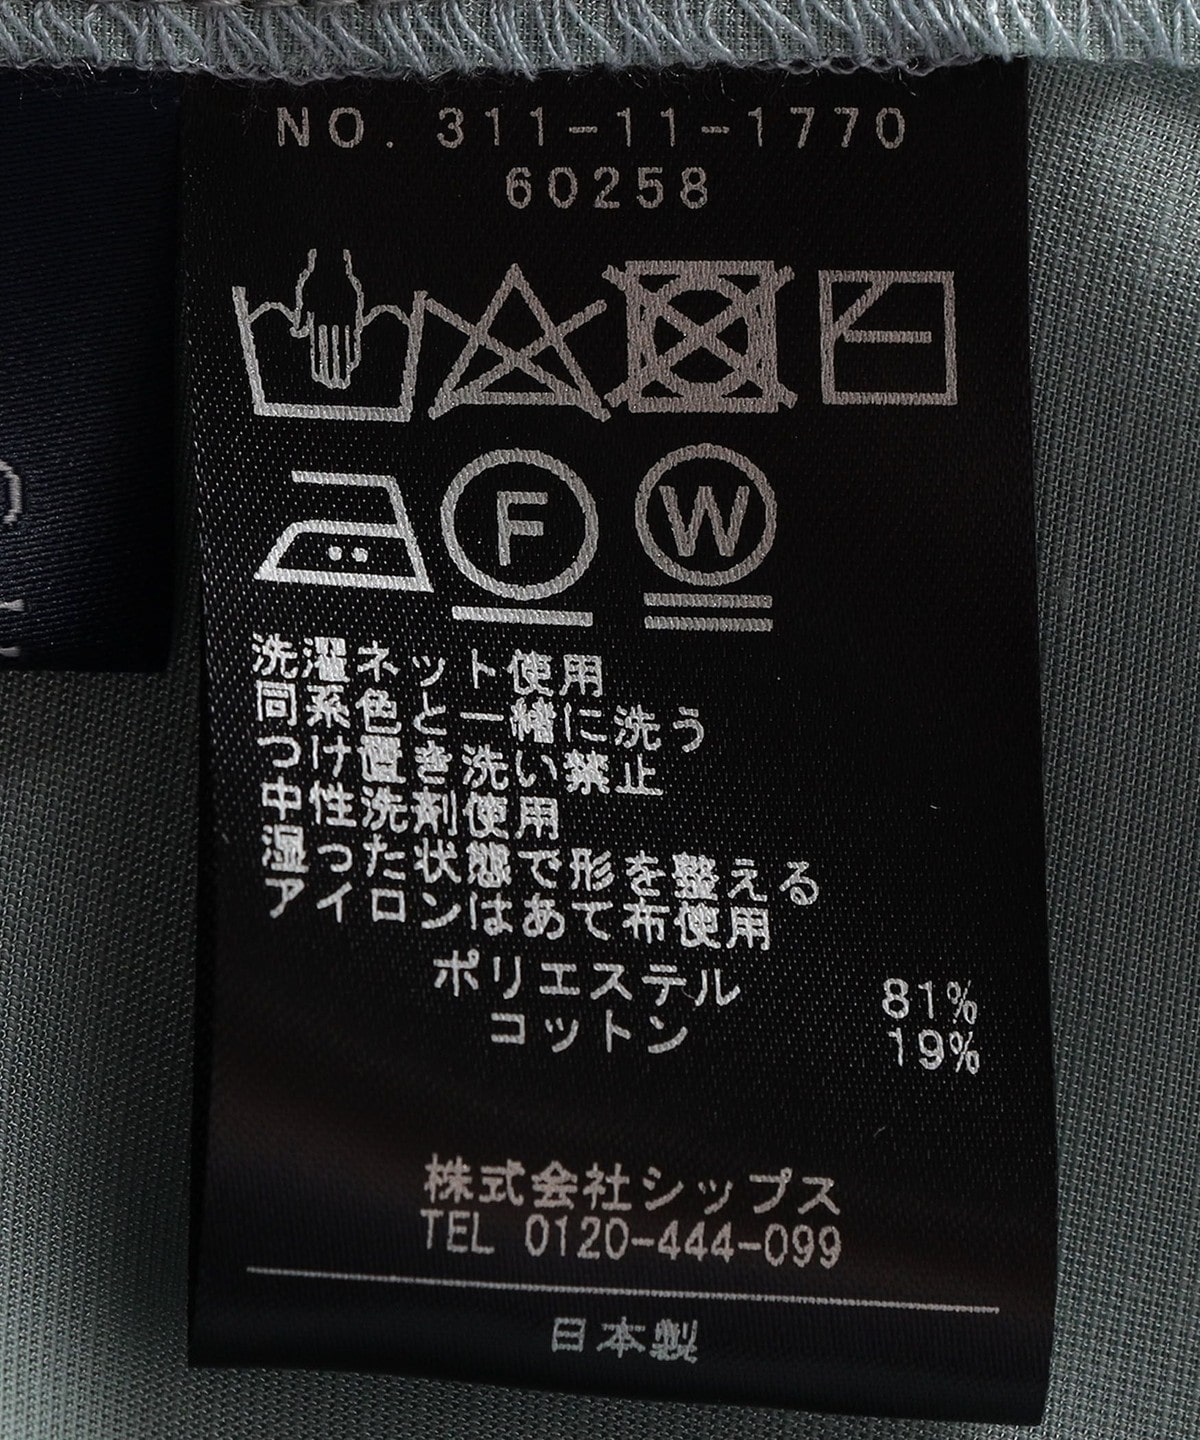 NO. 311-11-1770
60258
F
W
洗濯ネット使用
同系色と一緒に洗う
つけ置き洗い禁止
中性洗剤使用
湿った状態で形を整える
アイロンはあて布使用
ポリエステル 81%
コットン 19%
株式会社シップス
TEL 0120-444-099
日本製